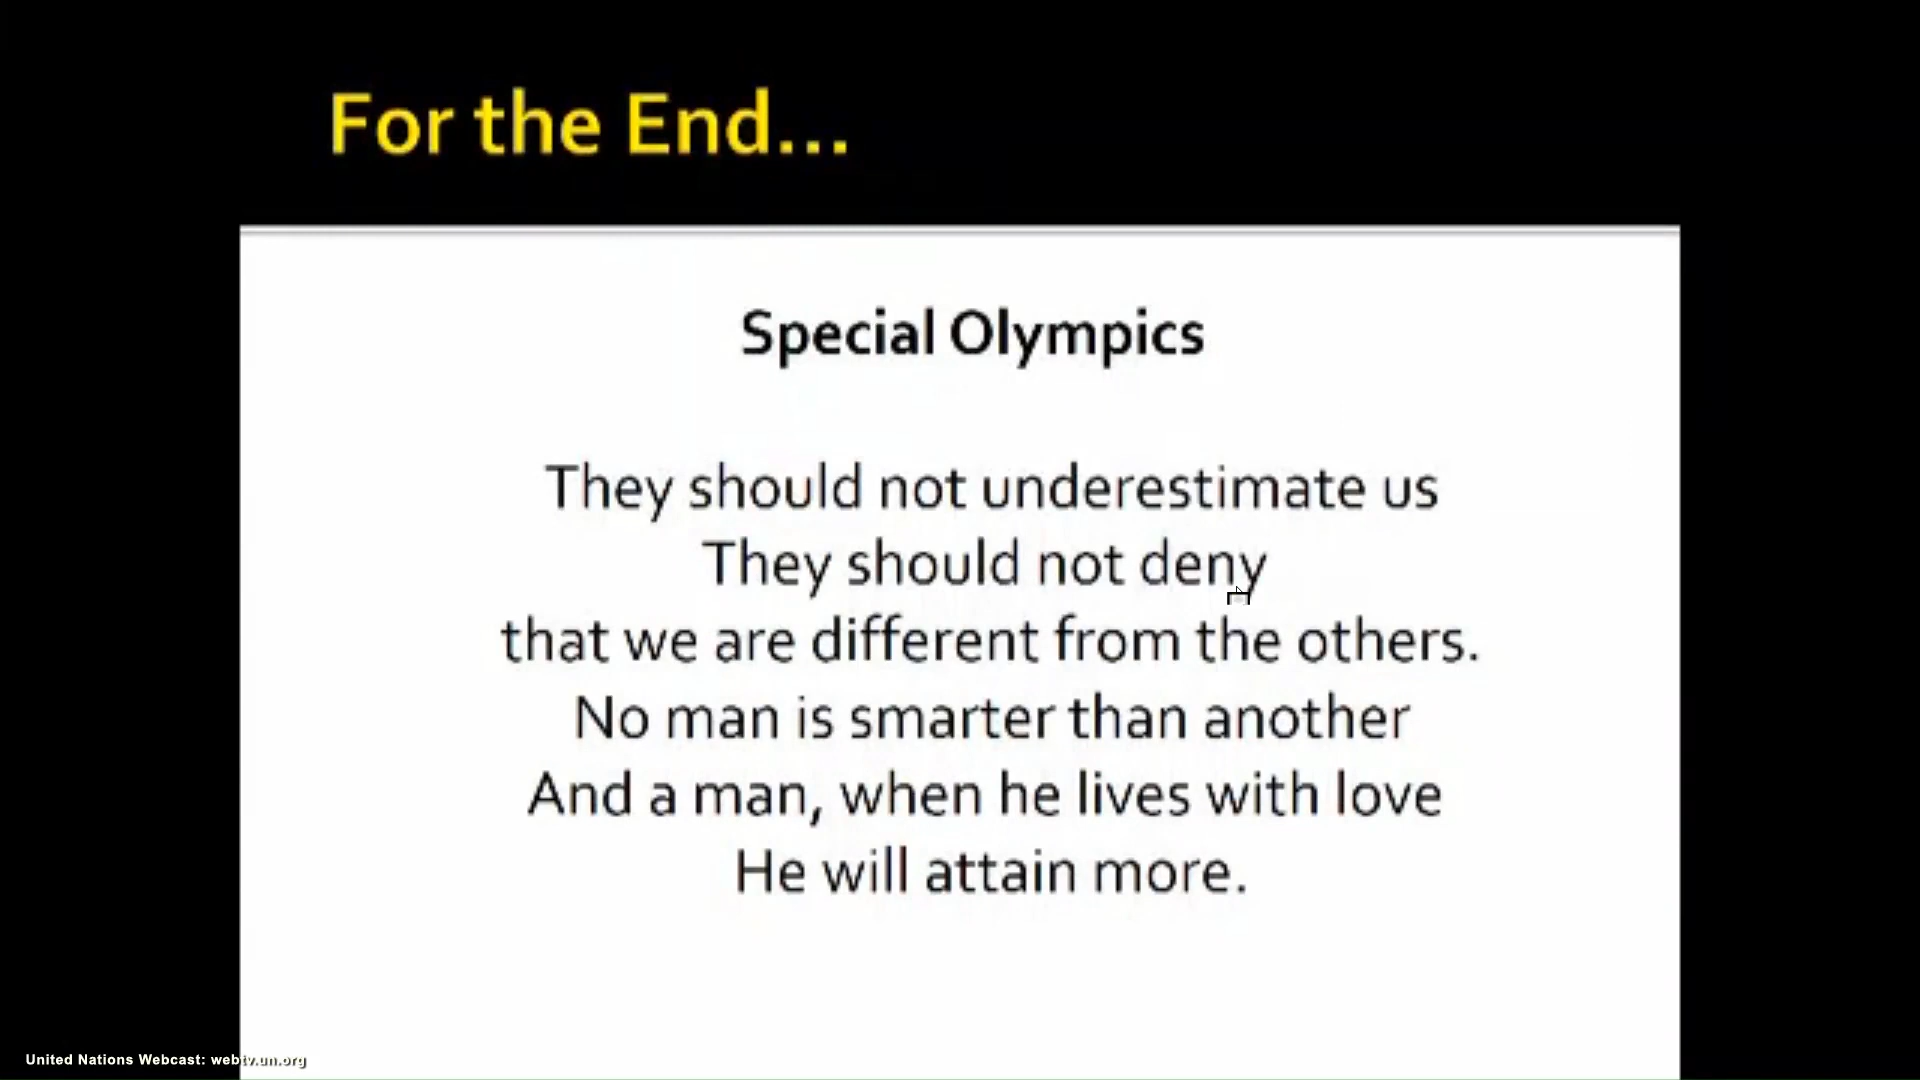 For the End...
Special Olympics
They should not underestimate us
They should not deny
that we are different from the others.
No man is smarter than another
And a man, when he lives with love
He will attain more.
United Nations Webcast: webtv.un.org